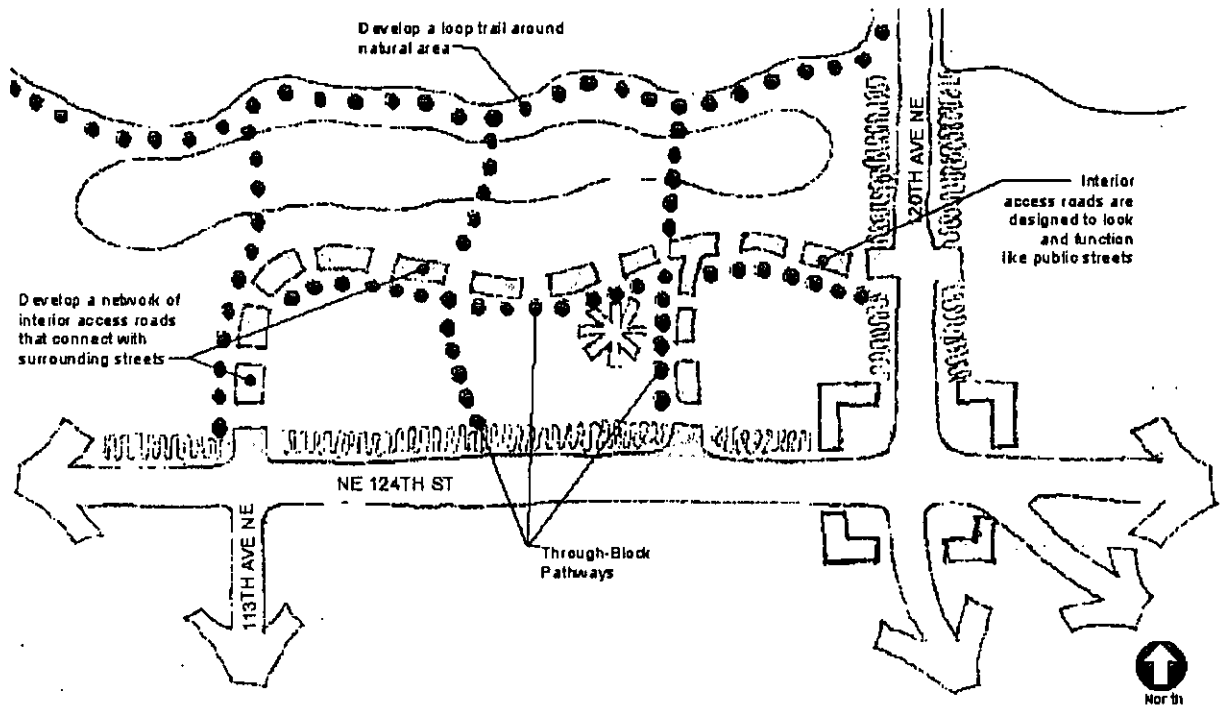 Develop a loop trail around
natural area
20TH AVE NE
Interior
access roads are
designed to look
and function
like public streets
Develop a network of
interior access roads
that connect with
surrounding streets
NE 124TH ST
113TH AVE NE
Through-Block
Pathways
North